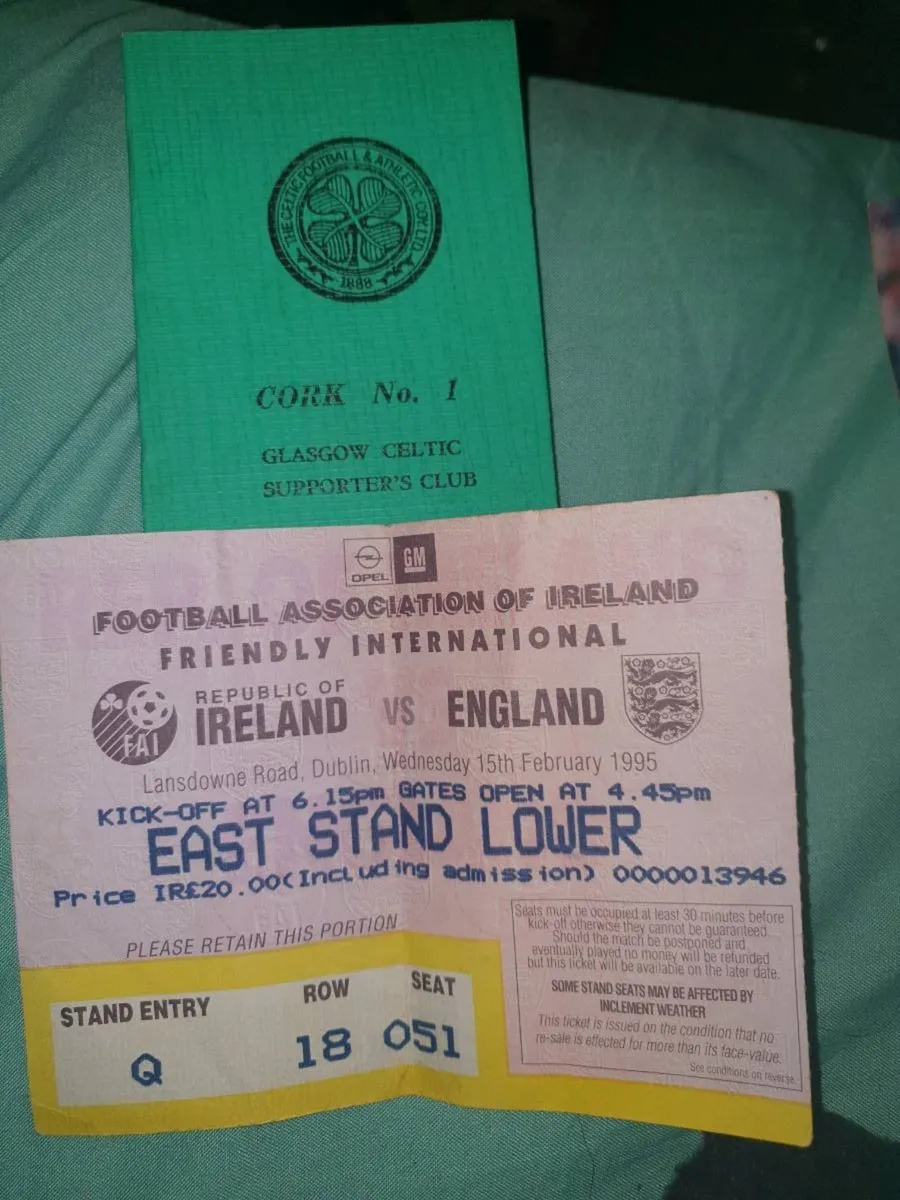 THE CELTIC FOOTBALL & ATHLETIC CO. LTD.
1888
CORK No. 1
GLASGOW CELTIC
SUPPORTER'S CLUB
OPEL GM
FOOTBALL ASSOCIATION OF IRELAND
FRIENDLY INTERNATIONAL
FAI
REPUBLIC OF
IRELAND VS ENGLAND
Lansdowne Road, Dublin, Wednesday 15th February 1995
KICK-OFF AT 6.15pm GATES OPEN AT 4.45pm
EAST STAND LOWER
Price IR£20.00(Including admission) 0000013946
PLEASE RETAIN THIS PORTION
STAND ENTRY ROW SEAT
Q 18 051
Seats must be occupied at least 30 minutes before
kick-off otherwise they cannot be guaranteed.
Should the match be postponed and
eventually played no money will be refunded
but this ticket will be available on the later date.
SOME STAND SEATS MAY BE AFFECTED BY
INCLEMENT WEATHER
This ticket is issued on the condition that no
re-sale is effected for more than its face-value.
See conditions on reverse.